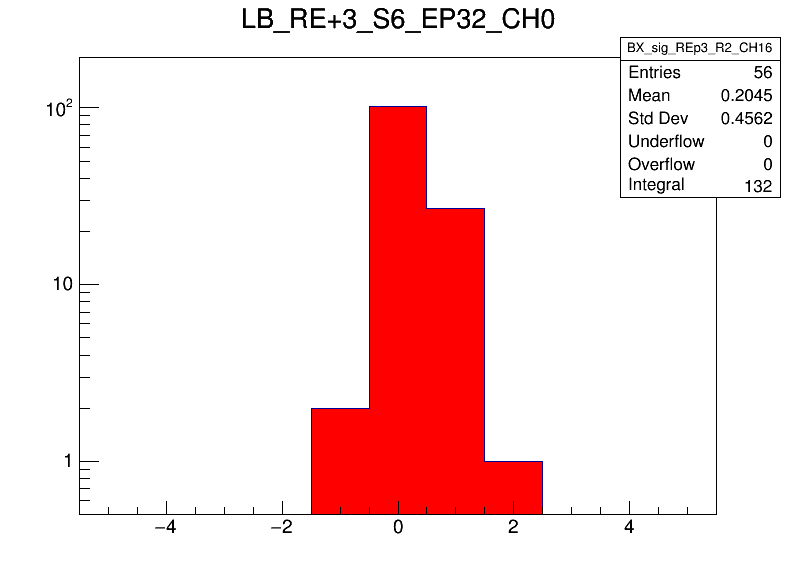 LB_RE+3_S6_EP32_CH0
BX_sig_REp3_R2_CH16
Entries 56
Mean 0.2045
Std Dev 0.4562
Underflow 0
Overflow 0
Integral 132
10²
10
1
−4 −2 0 2 4